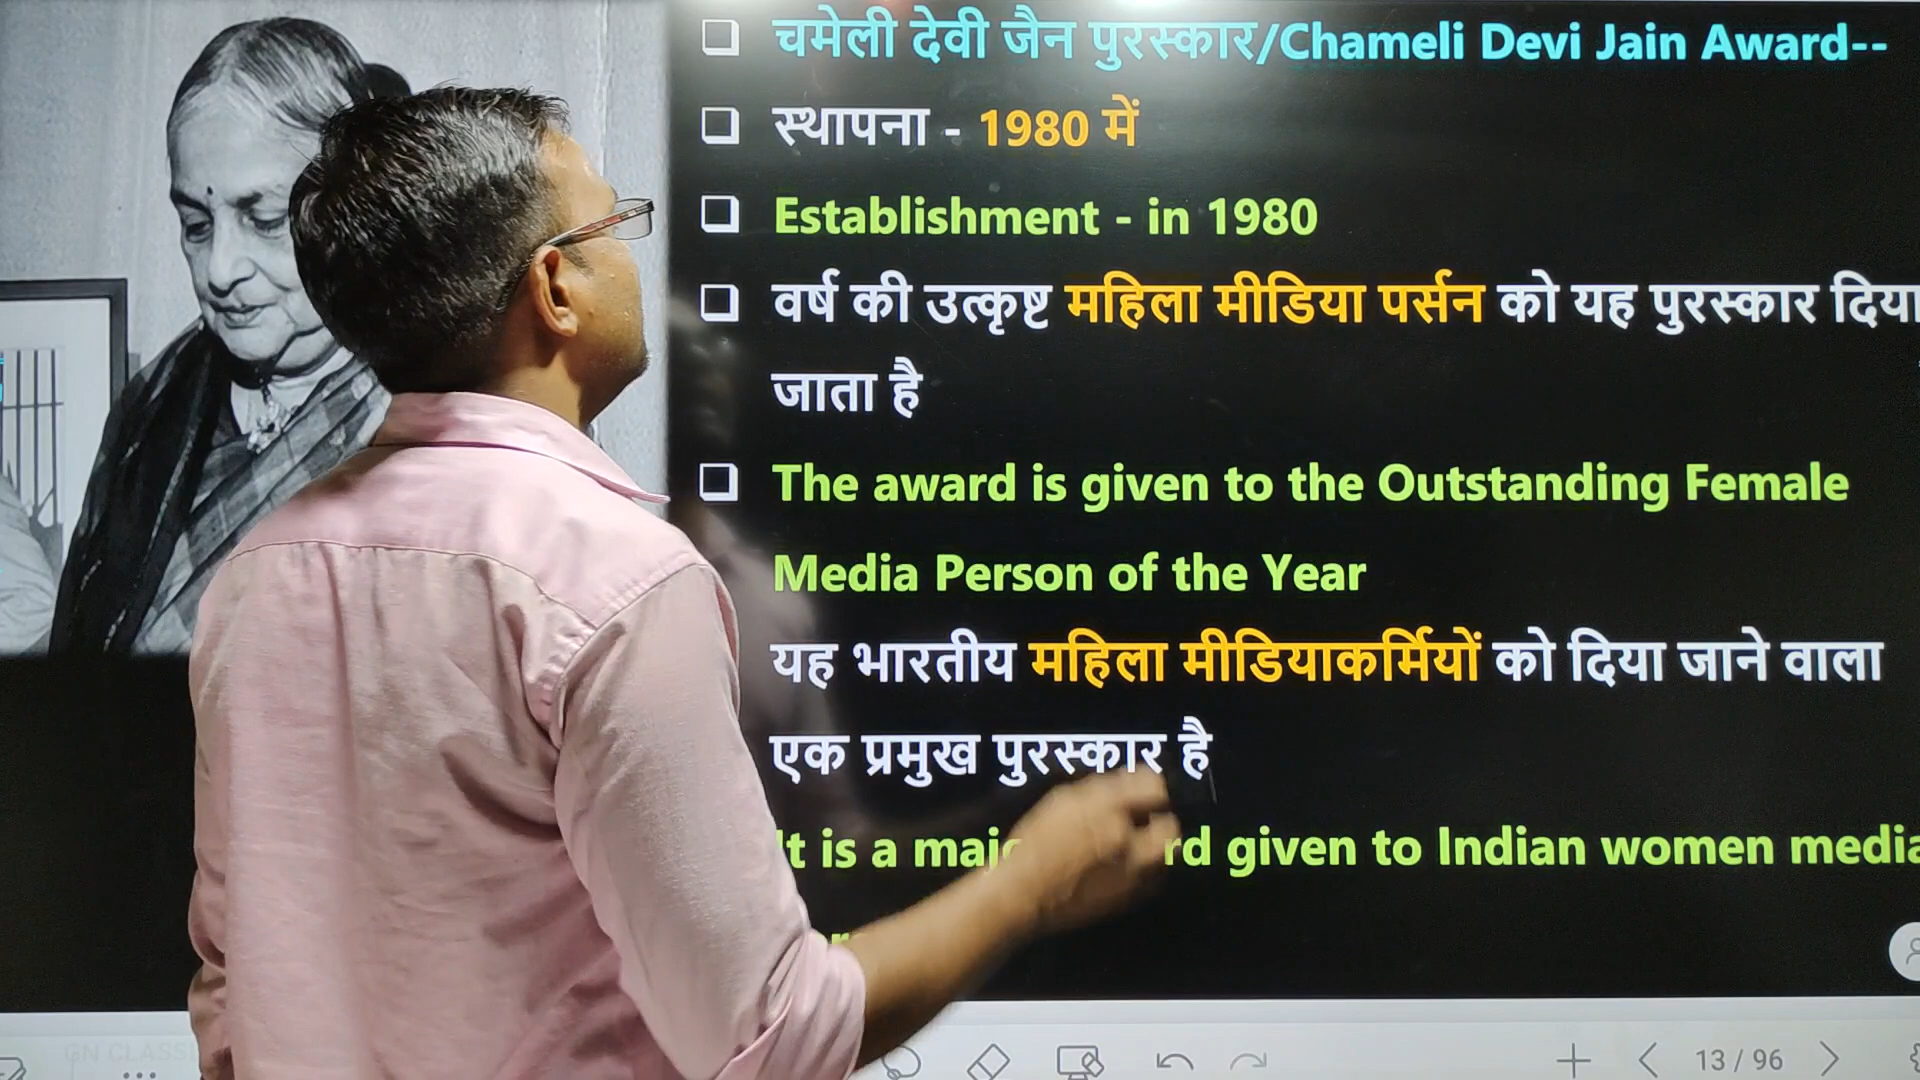 चमेली देवी जैन पुरस्कार/Chameli Devi Jain Award--
स्थापना - 1980 में
Establishment - in 1980
वर्ष की उत्कृष्ट महिला मीडिया पर्सन को यह पुरस्कार दिया
जाता है
The award is given to the Outstanding Female
Media Person of the Year
यह भारतीय महिला मीडियाकर्मियों को दिया जाने वाला
एक प्रमुख पुरस्कार है
It is a given to Indian women media
13 / 96